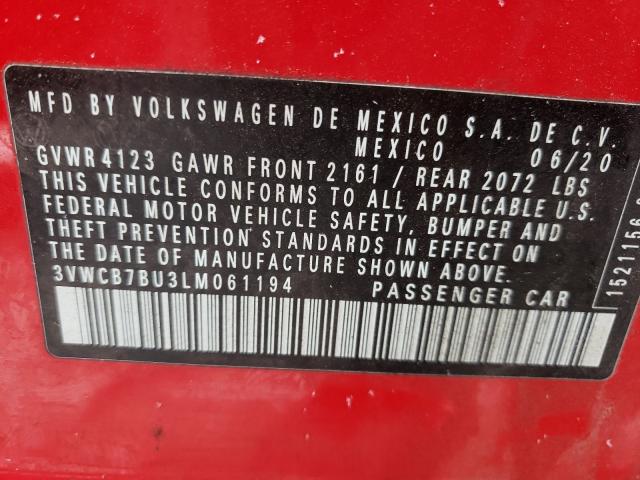 MFD BY VOLKSWAGEN DE MEXICO S.A. DE C.V.
MEXICO 06/20
GVWR 4123 GAWR FRONT 2161 / REAR 2072 LBS
THIS VEHICLE CONFORMS TO ALL APPLICABLE U.S.
FEDERAL MOTOR VEHICLE SAFETY, BUMPER AND
THEFT PREVENTION STANDARDS IN EFFECT ON
THE DATE OF MANUFACTURE SHOWN ABOVE.
3VWCB7BU3LM061194 PASSENGER CAR